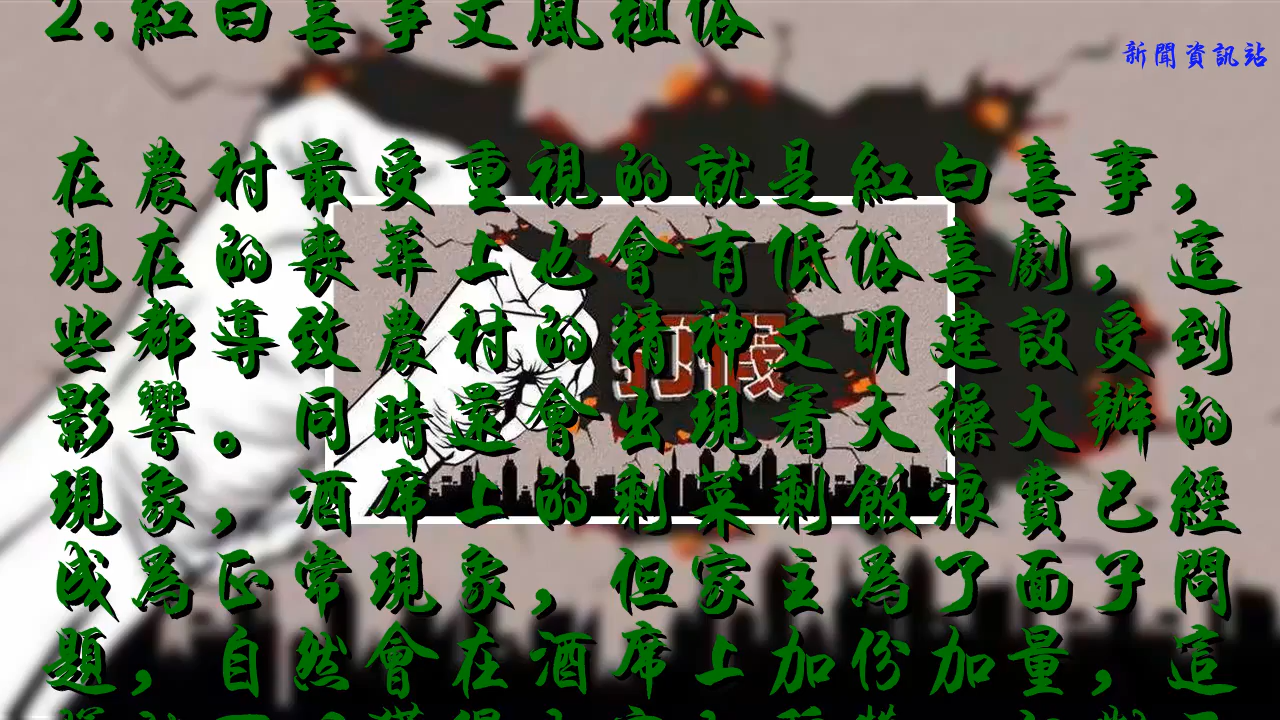 2.紅白喜事文風粗俗
新聞資訊站
在農村最受重視的就是紅白喜事，
現在的喪葬上也會有低俗喜劇，這
些都導致農村的精神文明建設受到
影響。同時還會出現著大操大辦的
現象，酒席上的剩菜剩飯浪費已經
成為正常現象，但家主為了面子問
題，自然會在酒席上加份加量，這
打假